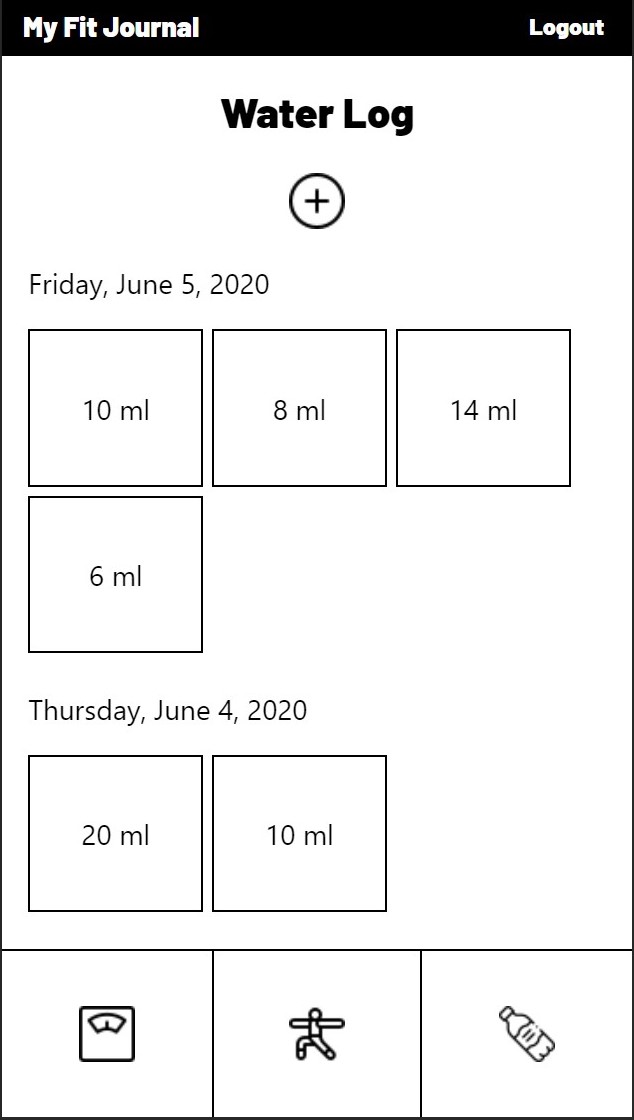 My Fit Journal Logout
Water Log
Friday, June 5, 2020
10 ml 8 ml 14 ml
6 ml
Thursday, June 4, 2020
20 ml 10 ml